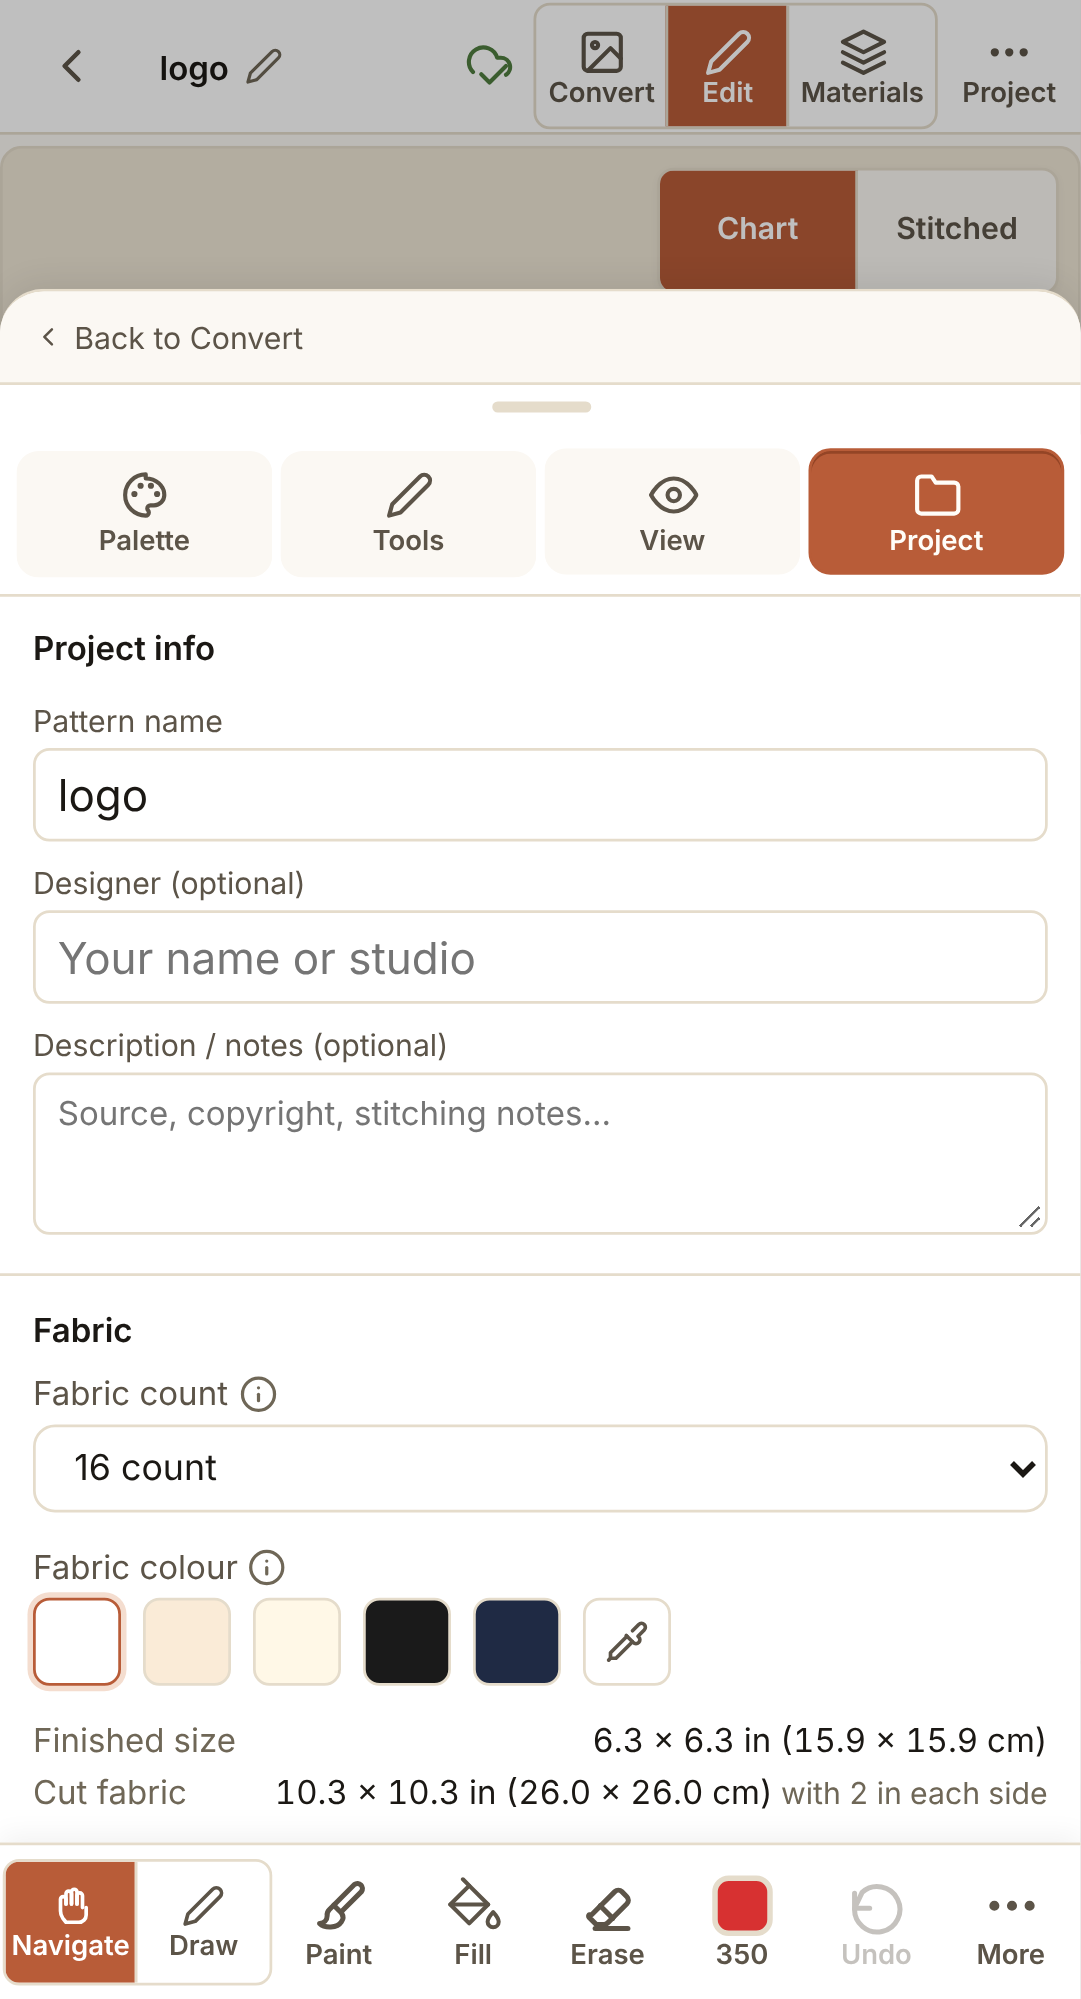 logo
Convert
Edit
Materials
Project
Chart
Stitched
Back to Convert
Palette
Tools
View
Project
Project info
Pattern name
logo
Designer (optional)
Your name or studio
Description / notes (optional)
Source, copyright, stitching notes...
Fabric
Fabric count
16 count
Fabric colour
Finished size 6.3 × 6.3 in (15.9 × 15.9 cm)
Cut fabric 10.3 × 10.3 in (26.0 × 26.0 cm) with 2 in each side
Navigate
Draw
Paint
Fill
Erase
350
Undo
More